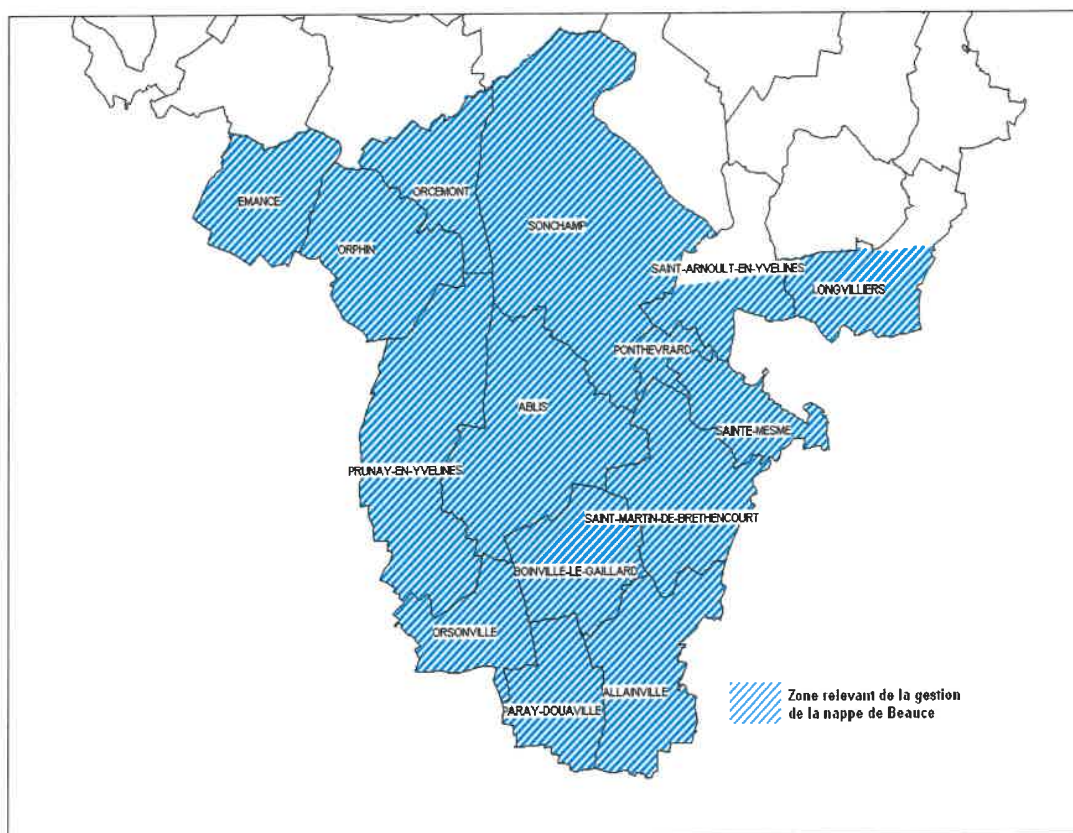 ORCEMONT
EMANCE
SONCHAMP
ORPHIN
SAINT-ARNOULT-EN-YVELINES
LONGVILLIERS
PONTHEVRARD
ABLIS
SAINTE-MESME
PRUNAY-EN-YVELINES
SAINT-MARTIN-DE-BRETHENCOURT
BOINVILLE-LE-GAILLARD
ORSONVILLE
ALLAINVILLE
PARAY-DOUAVILLE
Zone relevant de la gestion
de la nappe de Beauce